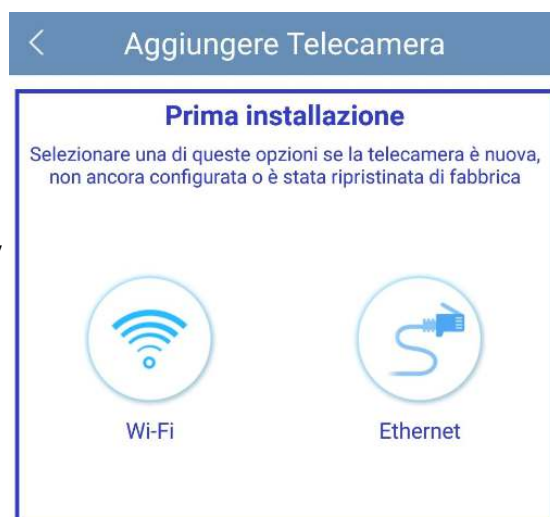 Aggiungere Telecamera
Prima installazione
Selezionare una di queste opzioni se la telecamera è nuova,
non ancora configurata o è stata ripristinata di fabbrica
Wi-Fi
Ethernet